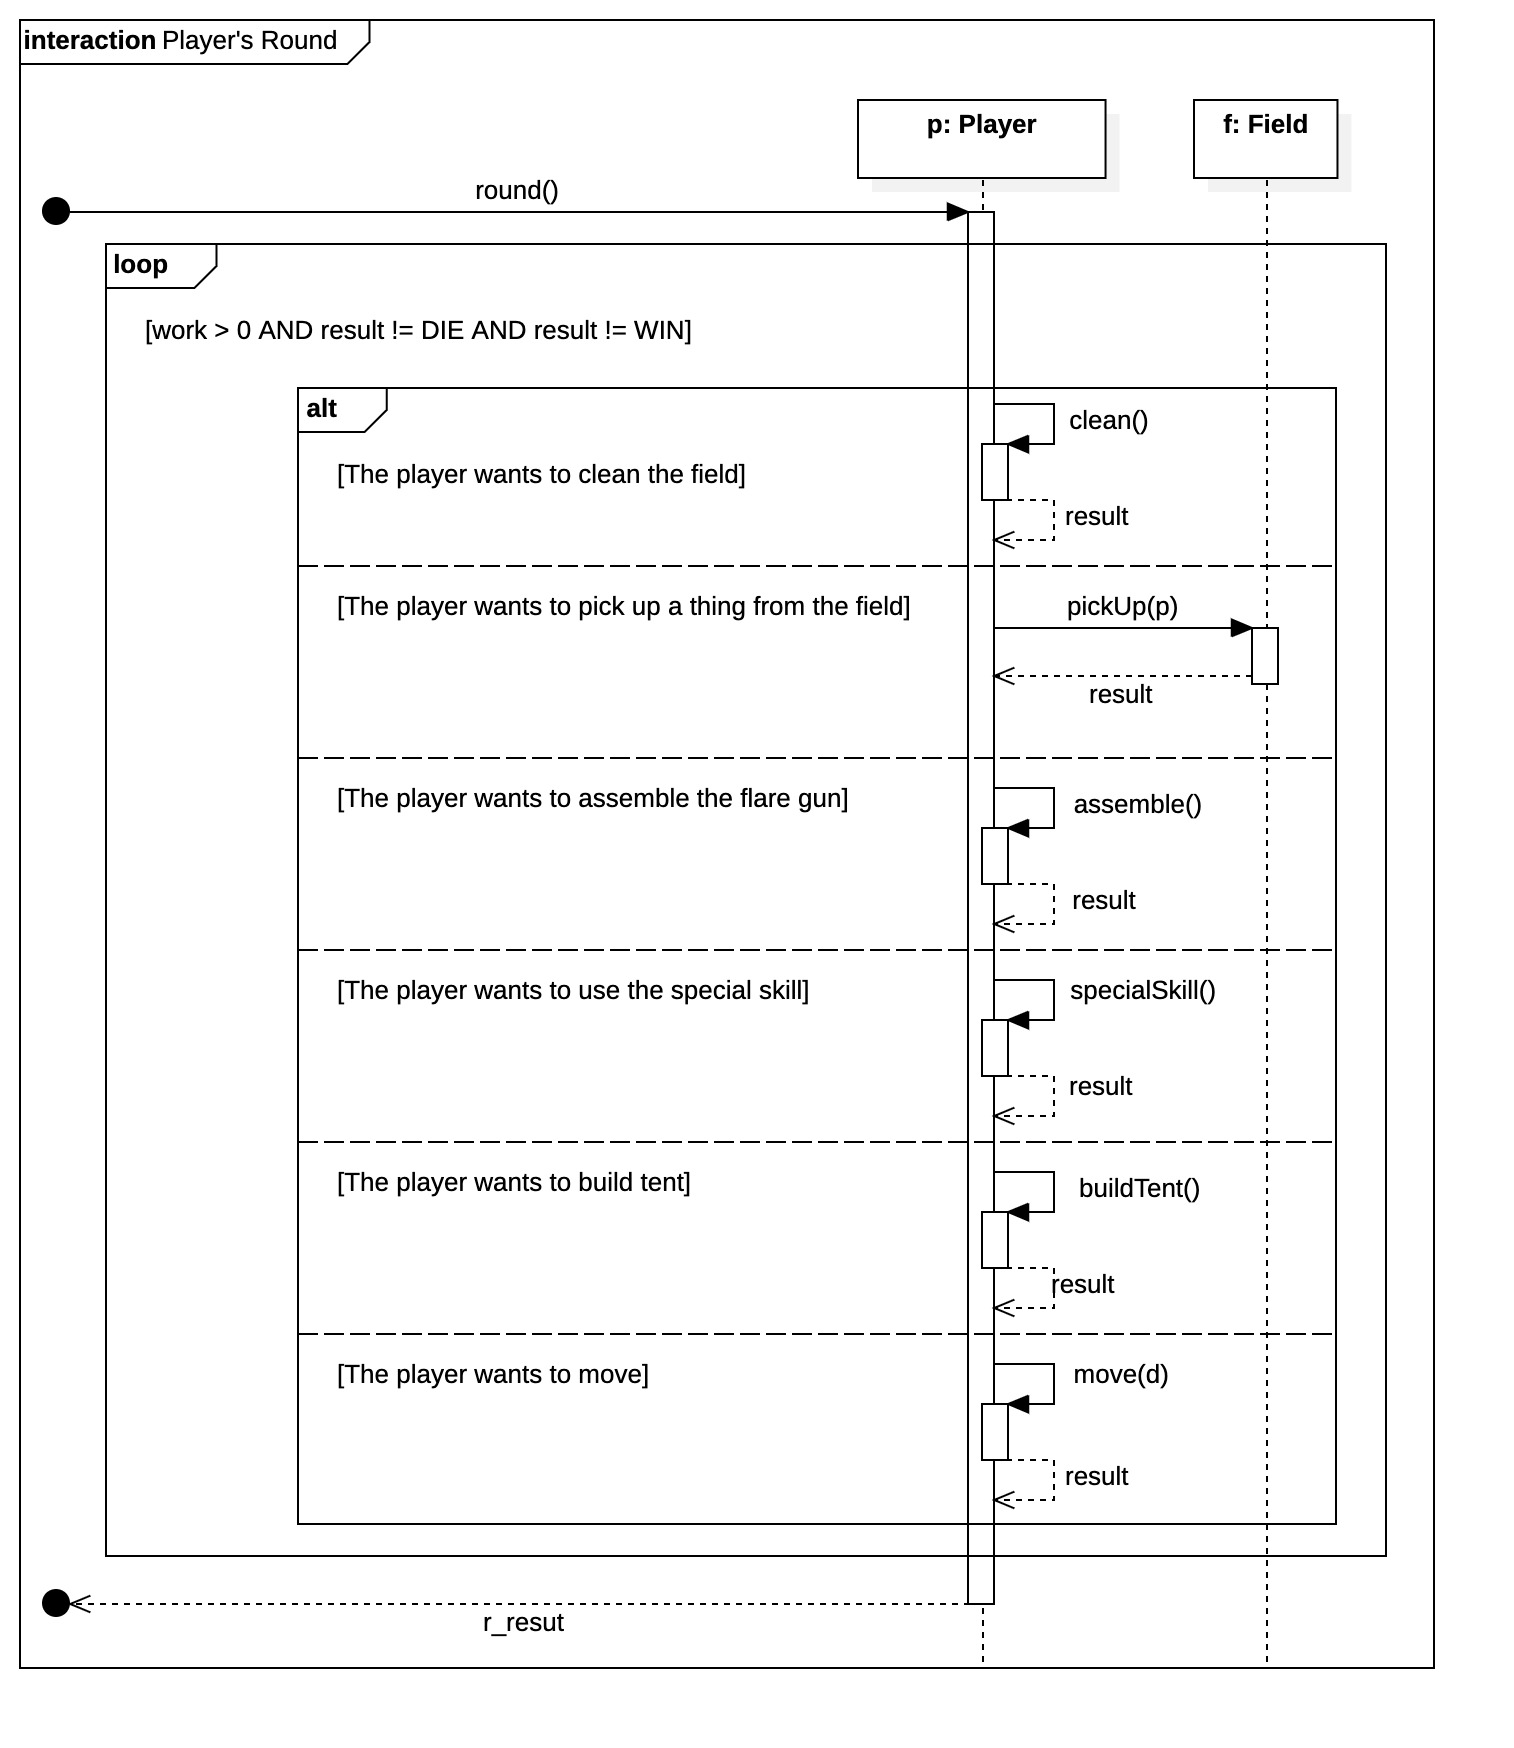 interaction Player's Round
p: Player
f: Field
round()
loop
[work > 0 AND result != DIE AND result != WIN]
alt
clean()
[The player wants to clean the field]
result
[The player wants to pick up a thing from the field]
pickUp(p)
result
[The player wants to assemble the flare gun]
assemble()
result
[The player wants to use the special skill]
specialSkill()
result
[The player wants to build tent]
buildTent()
result
[The player wants to move]
move(d)
result
r_resut